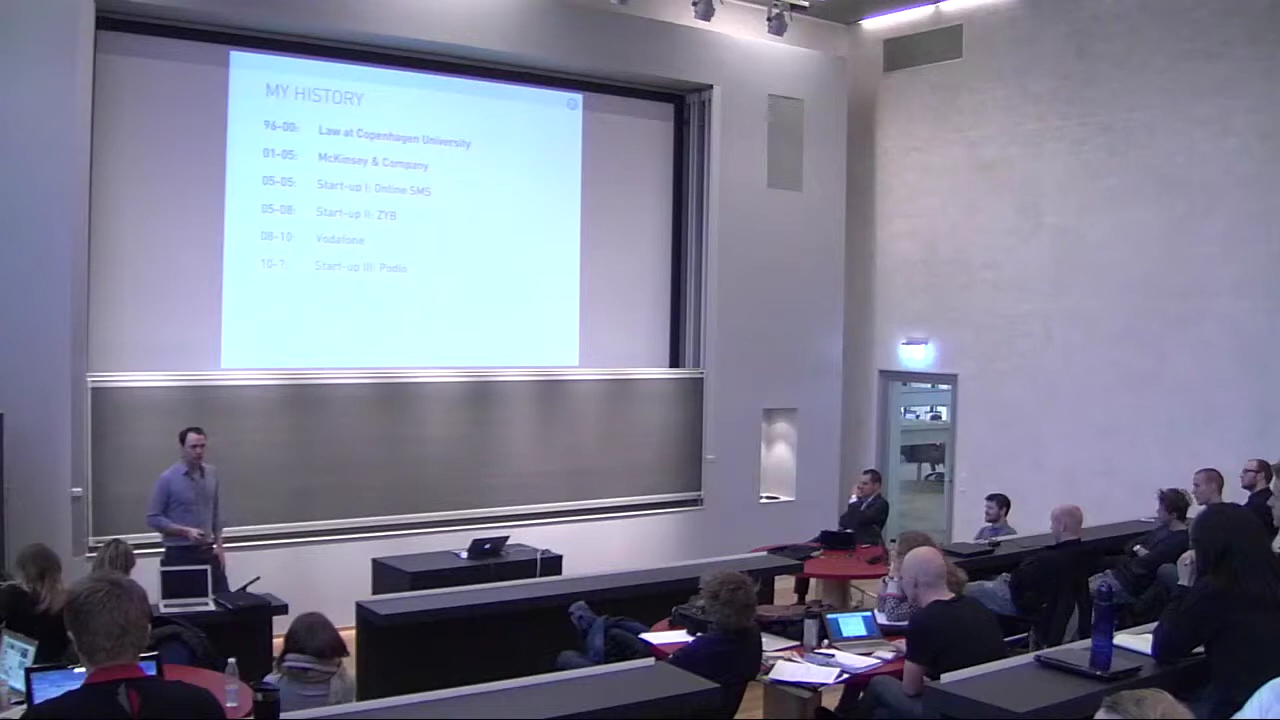 MY HISTORY
96-00: Law at Copenhagen University
01-05: McKinsey & Company
05-05: Start-up I: Online SMS
05-08: Start-up II: ZYB
08-10: Vodafone
10-?: Start-up III: Podio